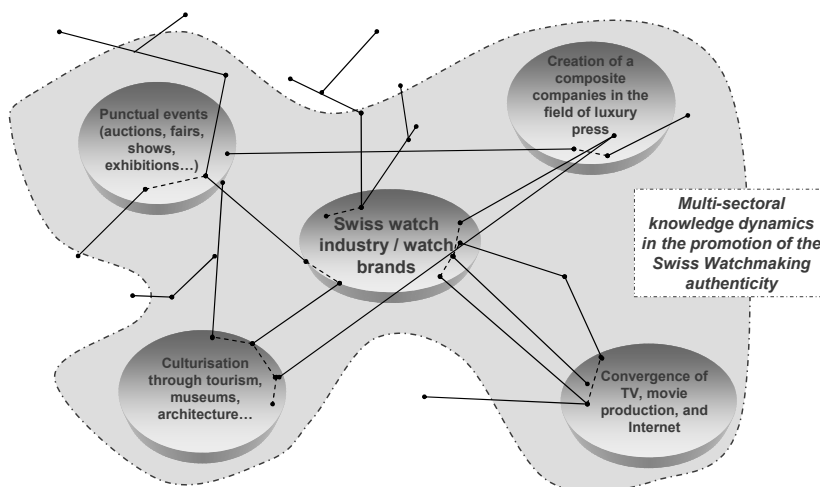 Punctual events
(auctions, fairs,
shows,
exhibitions…)
Creation of a
composite
companies in the
field of luxury
press
Swiss watch
industry / watch
brands
Multi-sectoral
knowledge dynamics
in the promotion of the
Swiss Watchmaking
authenticity
Culturisation
through tourism,
museums,
architecture…
Convergence of
TV, movie
production, and
Internet